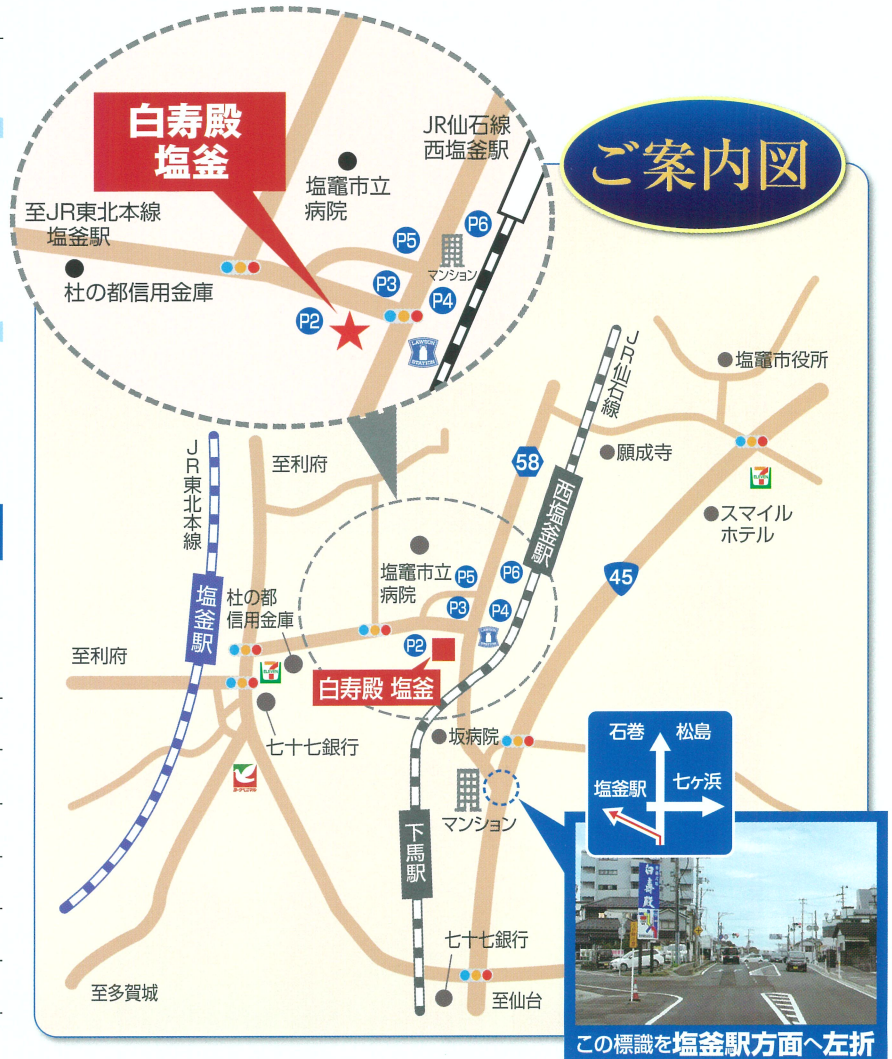 ご案内図
白寿殿
塩釜
JR仙石線
西塩釜駅
塩竈市立
病院
至JR東北本線
塩釜駅
杜の都信用金庫
P5
P6
マンション
P3
P4
P2
LAWSON
STATION
JR仙石線
塩竈市役所
願成寺
58
西塩釜駅
スマイル
ホテル
45
JR東北本線
至利府
塩竈市立
病院
P5
P6
P3
P4
P2
塩釜駅
杜の都
信用金庫
至利府
白寿殿 塩釜
七十七銀行
坂病院
マンション
下馬駅
七十七銀行
至多賀城
至仙台
石巻
松島
塩釜駅
七ヶ浜
白寿殿
この標識を塩釜駅方面へ左折